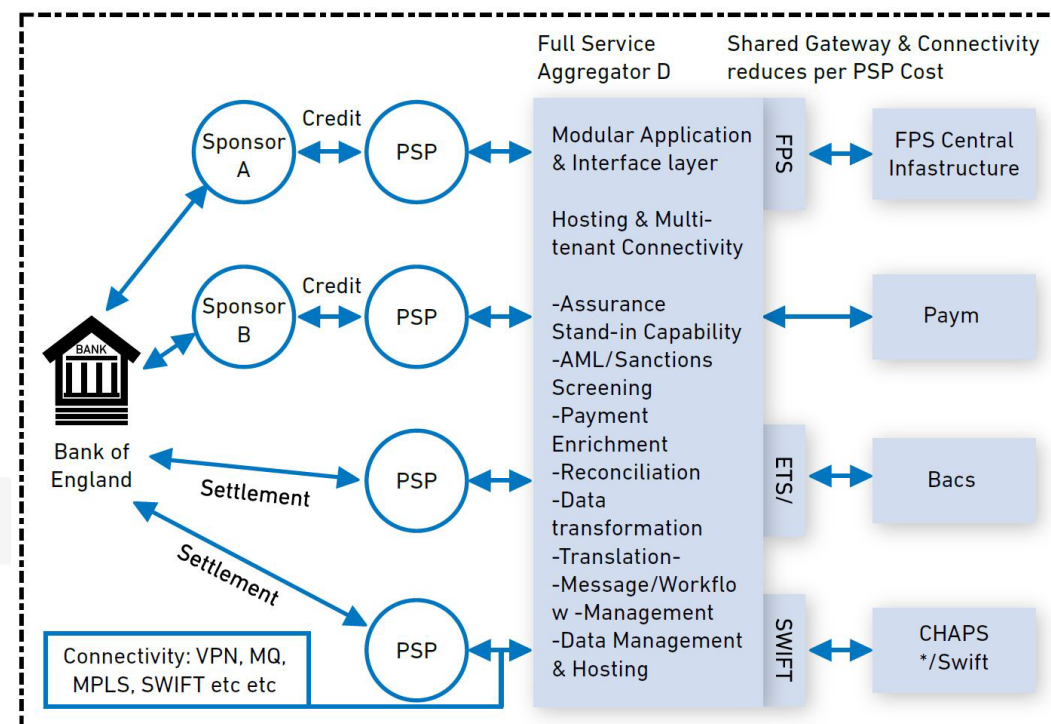 Full Service
Aggregator D
Shared Gateway & Connectivity
reduces per PSP Cost
Sponsor
A
Credit
PSP
Sponsor
B
Credit
PSP
BANK
Bank of
England
Settlement
PSP
Settlement
PSP
Connectivity: VPN, MQ,
MPLS, SWIFT etc etc
Modular Application
& Interface layer
Hosting & Multi-
tenant Connectivity
-Assurance
Stand-in Capability
-AML/Sanctions
Screening
-Payment
Enrichment
-Reconciliation
-Data
transformation
-Translation-
-Message/Workflo
w -Management
-Data Management
& Hosting
FPS
FPS Central
Infastructure
Paym
ETS/
Bacs
SWIFT
CHAPS
*/Swift